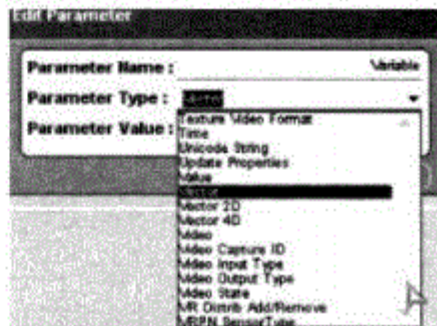 Edit Parameter
Parameter Name : Variable
Parameter Type : Vector
Parameter Value :
Texture Video Format
Time
Unicode String
Update Properties
Value
Vector
Vector 2D
Vector 4D
Video
Video Capture ID
Video Input Type
Video Output Type
Video State
VR Distrib Add/Remove
VRPN SensorType